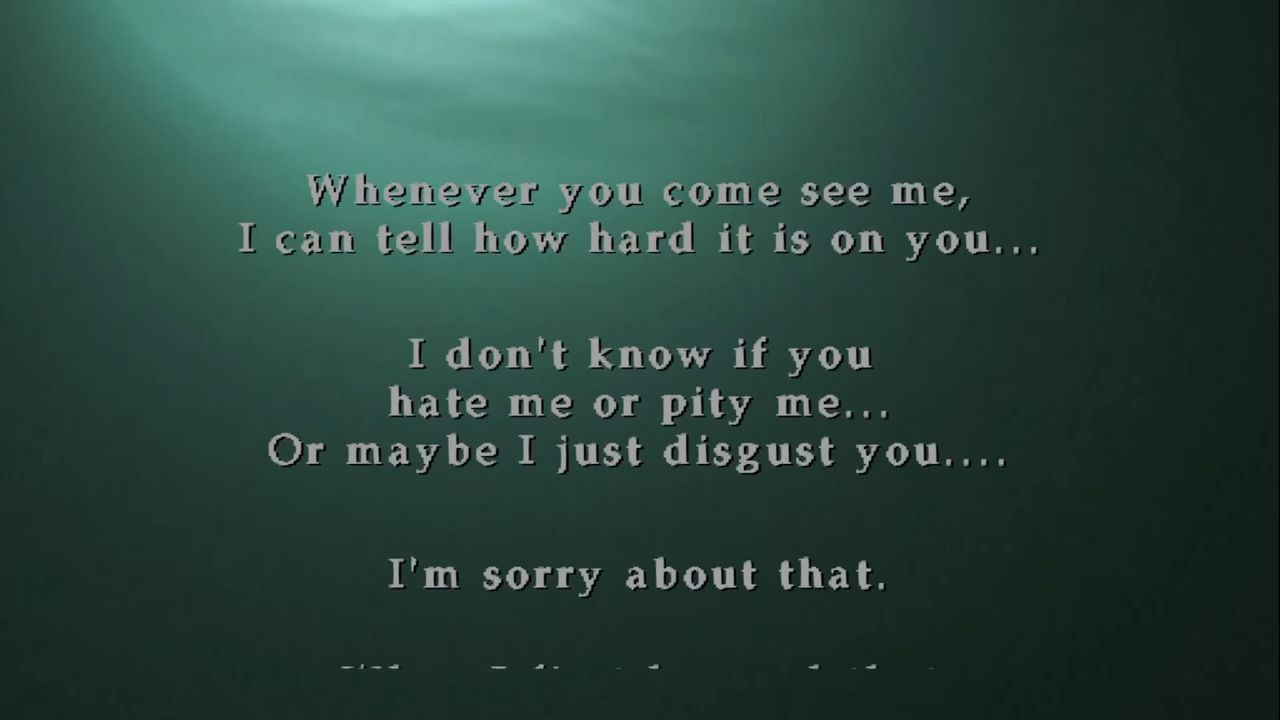 Whenever you come see me,
I can tell how hard it is on you...
I don't know if you
hate me or pity me...
Or maybe I just disgust you....
I'm sorry about that.